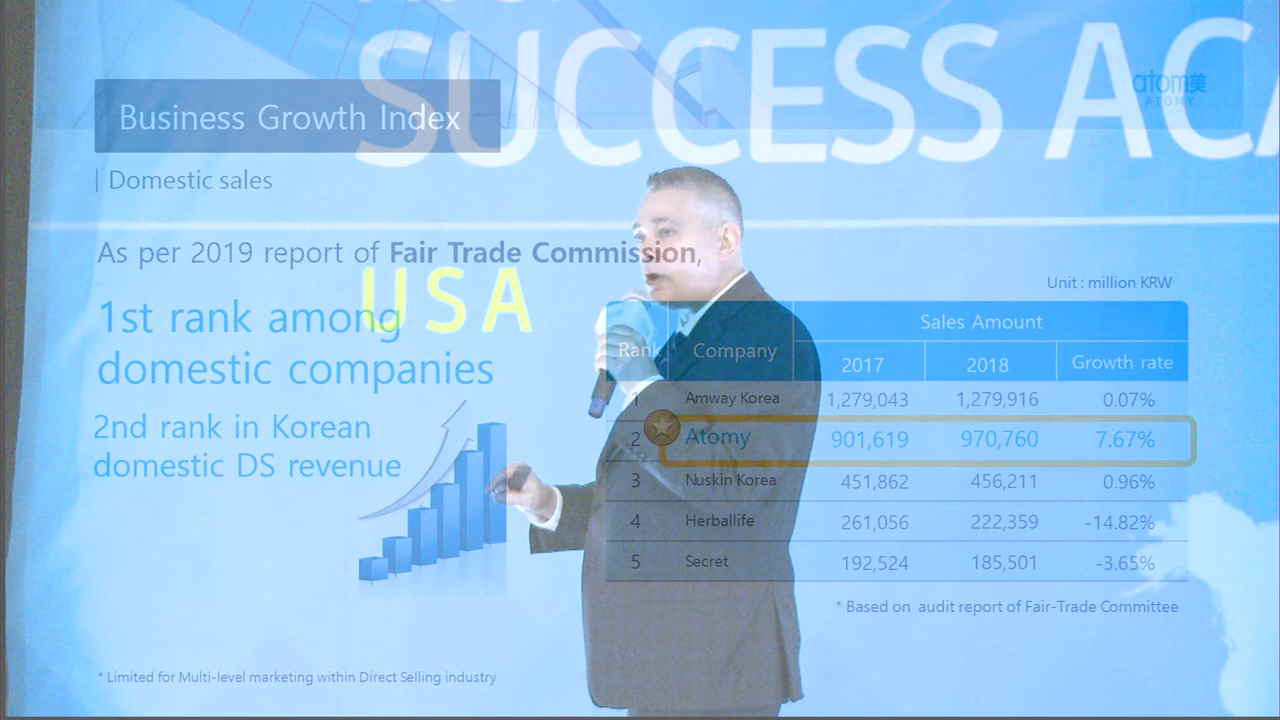 SUCCESS ACA
atom美
ATOMY
Business Growth Index
| Domestic sales
As per 2019 report of Fair Trade Commission,
USA
1st rank among
domestic companies
2nd rank in Korean
domestic DS revenue
Unit : million KRW
Rank Company Sales Amount
2017 2018 Growth rate
1 Amway Korea 1,279,043 1,279,916 0.07%
2 Atomy 901,619 970,760 7.67%
3 Nuskin Korea 451,862 456,211 0.96%
4 Herballife 261,056 222,359 -14.82%
5 Secret 192,524 185,501 -3.65%
* Based on audit report of Fair-Trade Committee
* Limited for Multi-level marketing within Direct Selling industry